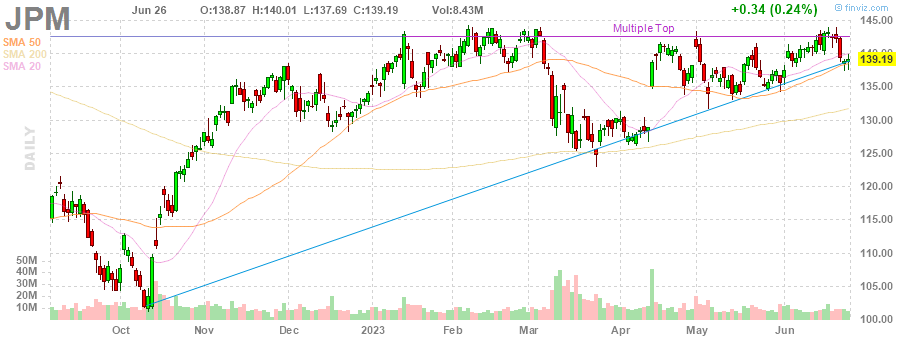 JPM Jun 26 O:138.87 H:140.01 L:137.69 C:139.19 Vol:8.43M +0.34 (0.24%) © finviz.com
SMA 50
SMA 200
SMA 20
DAILY
Multiple Top
145.00
140.00
139.19
135.00
130.00
125.00
120.00
115.00
110.00
105.00
100.00
50M
40M
30M
20M
10M
Oct Nov Dec 2023 Feb Mar Apr May Jun